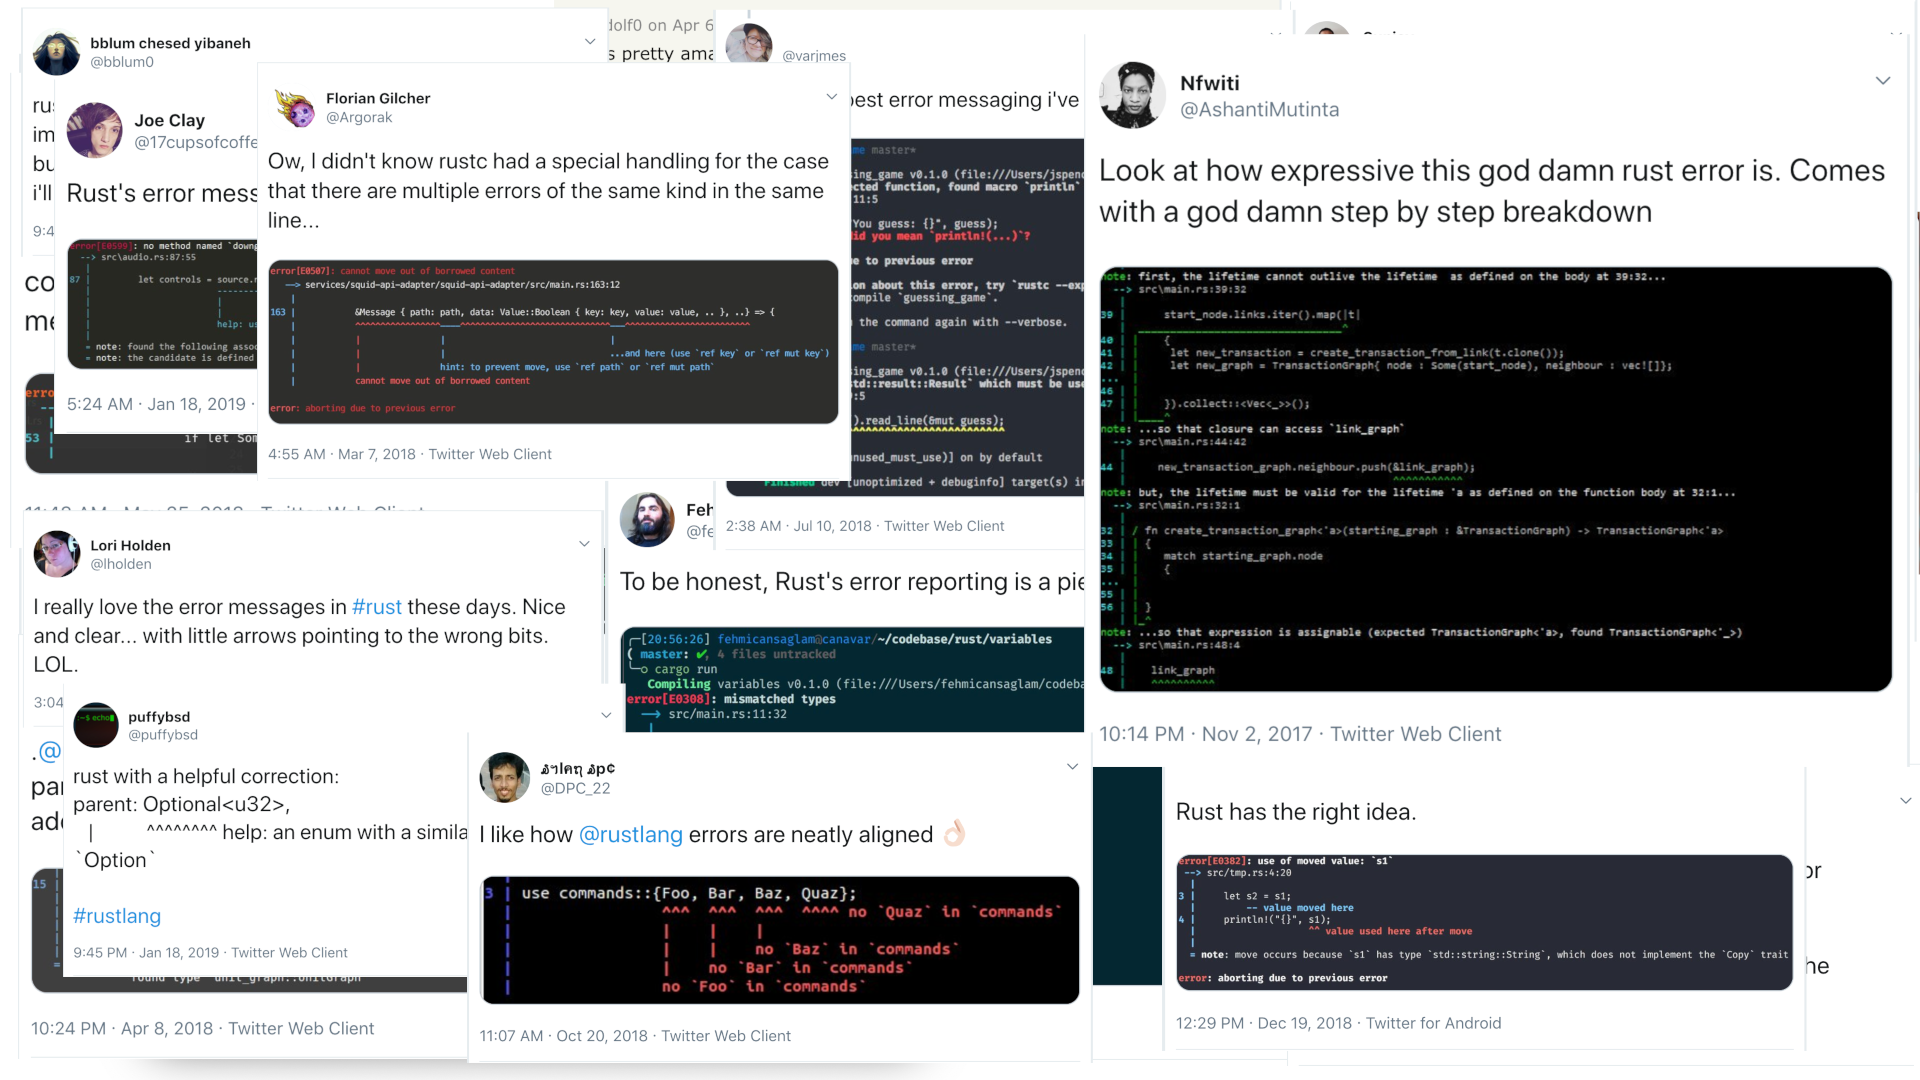 bblum chesed yibaneh
@bblum0
dolf0 on Apr 6
s pretty ama
@varjmes
best error messaging i've
me master*
sing_game v0.1.0 (file:///Users/jspenc
cted function, found macro `println`
11:5
"You guess: {}", guess);
did you mean `println!(...)`?
e to previous error
on about this error, try `rustc --exp
compile `guessing_game`.
the command again with --verbose.
me master*
sing_game v0.1.0 (file:///Users/jspenc
std::result::Result` which must be use
:5
).read_line(&mut guess);
unused_must_use)] on by default
Finished dev [unoptimized + debuginfo] target(s) in
2:38 AM · Jul 10, 2018 · Twitter Web Client
Joe Clay
@17cupsofcoffe
Rust's error mess
error[E0599]: no method named `downg
--> src\audio.rs:87:55
87 | let controls = source.r
help: us
= note: found the following assoc
= note: the candidate is defined
5:24 AM · Jan 18, 2019 ·
53 | if let Som
Florian Gilcher
@Argorak
Ow, I didn't know rustc had a special handling for the case
that there are multiple errors of the same kind in the same
line...
error[E0507]: cannot move out of borrowed content
--> services/squid-api-adapter/squid-api-adapter/src/main.rs:163:12
163 | &Message { path: path, data: Value::Boolean { key: key, value: value, .. }, ..} => {
...and here (use `ref key` or `ref mut key`)
hint: to prevent move, use `ref path` or `ref mut path`
cannot move out of borrowed content
error: aborting due to previous error
4:55 AM · Mar 7, 2018 · Twitter Web Client
Nfwiti
@AshantiMutinta
Look at how expressive this god damn rust error is. Comes
with a god damn step by step breakdown
note: first, the lifetime cannot outlive the lifetime  as defined on the body at 39:32...
--> src\main.rs:39:32
39 | start_node.links.iter().map(|t|
40 | {
41 | let new_transaction = create_transaction_from_link(t.clone());
42 | let new_graph = TransactionGraph{ node : Some(start_node), neighbour : vec![]};
...
46 |
47 | }).collect::<Vec<_>>();
note: ...so that closure can access `link_graph`
--> src\main.rs:44:42
44 | new_transaction_graph.neighbour.push(&link_graph);
^^^^^^^^^^^
note: but, the lifetime must be valid for the lifetime 'a as defined on the function body at 32:1...
--> src\main.rs:32:1
32 | / fn create_transaction_graph<'a>(starting_graph : &TransactionGraph) -> TransactionGraph<'a>
33 | | {
34 | | match starting_graph.node
35 | | {
...
55 | |
56 | | }
| |_^
note: ...so that expression is assignable (expected TransactionGraph<'a>, found TransactionGraph<'_>)
--> src\main.rs:48:4
48 | link_graph
^^^^^^^^^^
10:14 PM · Nov 2, 2017 · Twitter Web Client
Lori Holden
@lholden
I really love the error messages in #rust these days. Nice
and clear... with little arrows pointing to the wrong bits.
LOL.
3:04
Feh
@fe
To be honest, Rust's error reporting is a pie
[20:56:26] fehmicansaglam@canavar/~/codebase/rust/variables
( master: ✔, 4 files untracked
cargo run
Compiling variables v0.1.0 (file:///Users/fehmicansaglam/codeba
error[E0308]: mismatched types
--> src/main.rs:11:32
puffybsd
@puffybsd
rust with a helpful correction:
parent: Optional<u32>,
| ^^^^^^^^ help: an enum with a simila
`Option`
#rustlang
9:45 PM · Jan 18, 2019 · Twitter Web Client
15
found type `unit_graph::UnitGraph
10:24 PM · Apr 8, 2018 · Twitter Web Client
@DPC_22
I like how @rustlang errors are neatly aligned 👌
3 | use commands::{Foo, Bar, Baz, Quaz};
^^^ ^^^ ^^^ ^^^^ no `Quaz` in `commands`
no `Baz` in `commands`
no `Bar` in `commands`
no `Foo` in `commands`
11:07 AM · Oct 20, 2018 · Twitter Web Client
Rust has the right idea.
error[E0382]: use of moved value: `s1`
--> src/tmp.rs:4:20
3 | let s2 = s1;
-- value moved here
4 | println!("{}", s1);
^^ value used here after move
= note: move occurs because `s1` has type `std::string::String`, which does not implement the `Copy` trait
error: aborting due to previous error
12:29 PM · Dec 19, 2018 · Twitter for Android
or
he